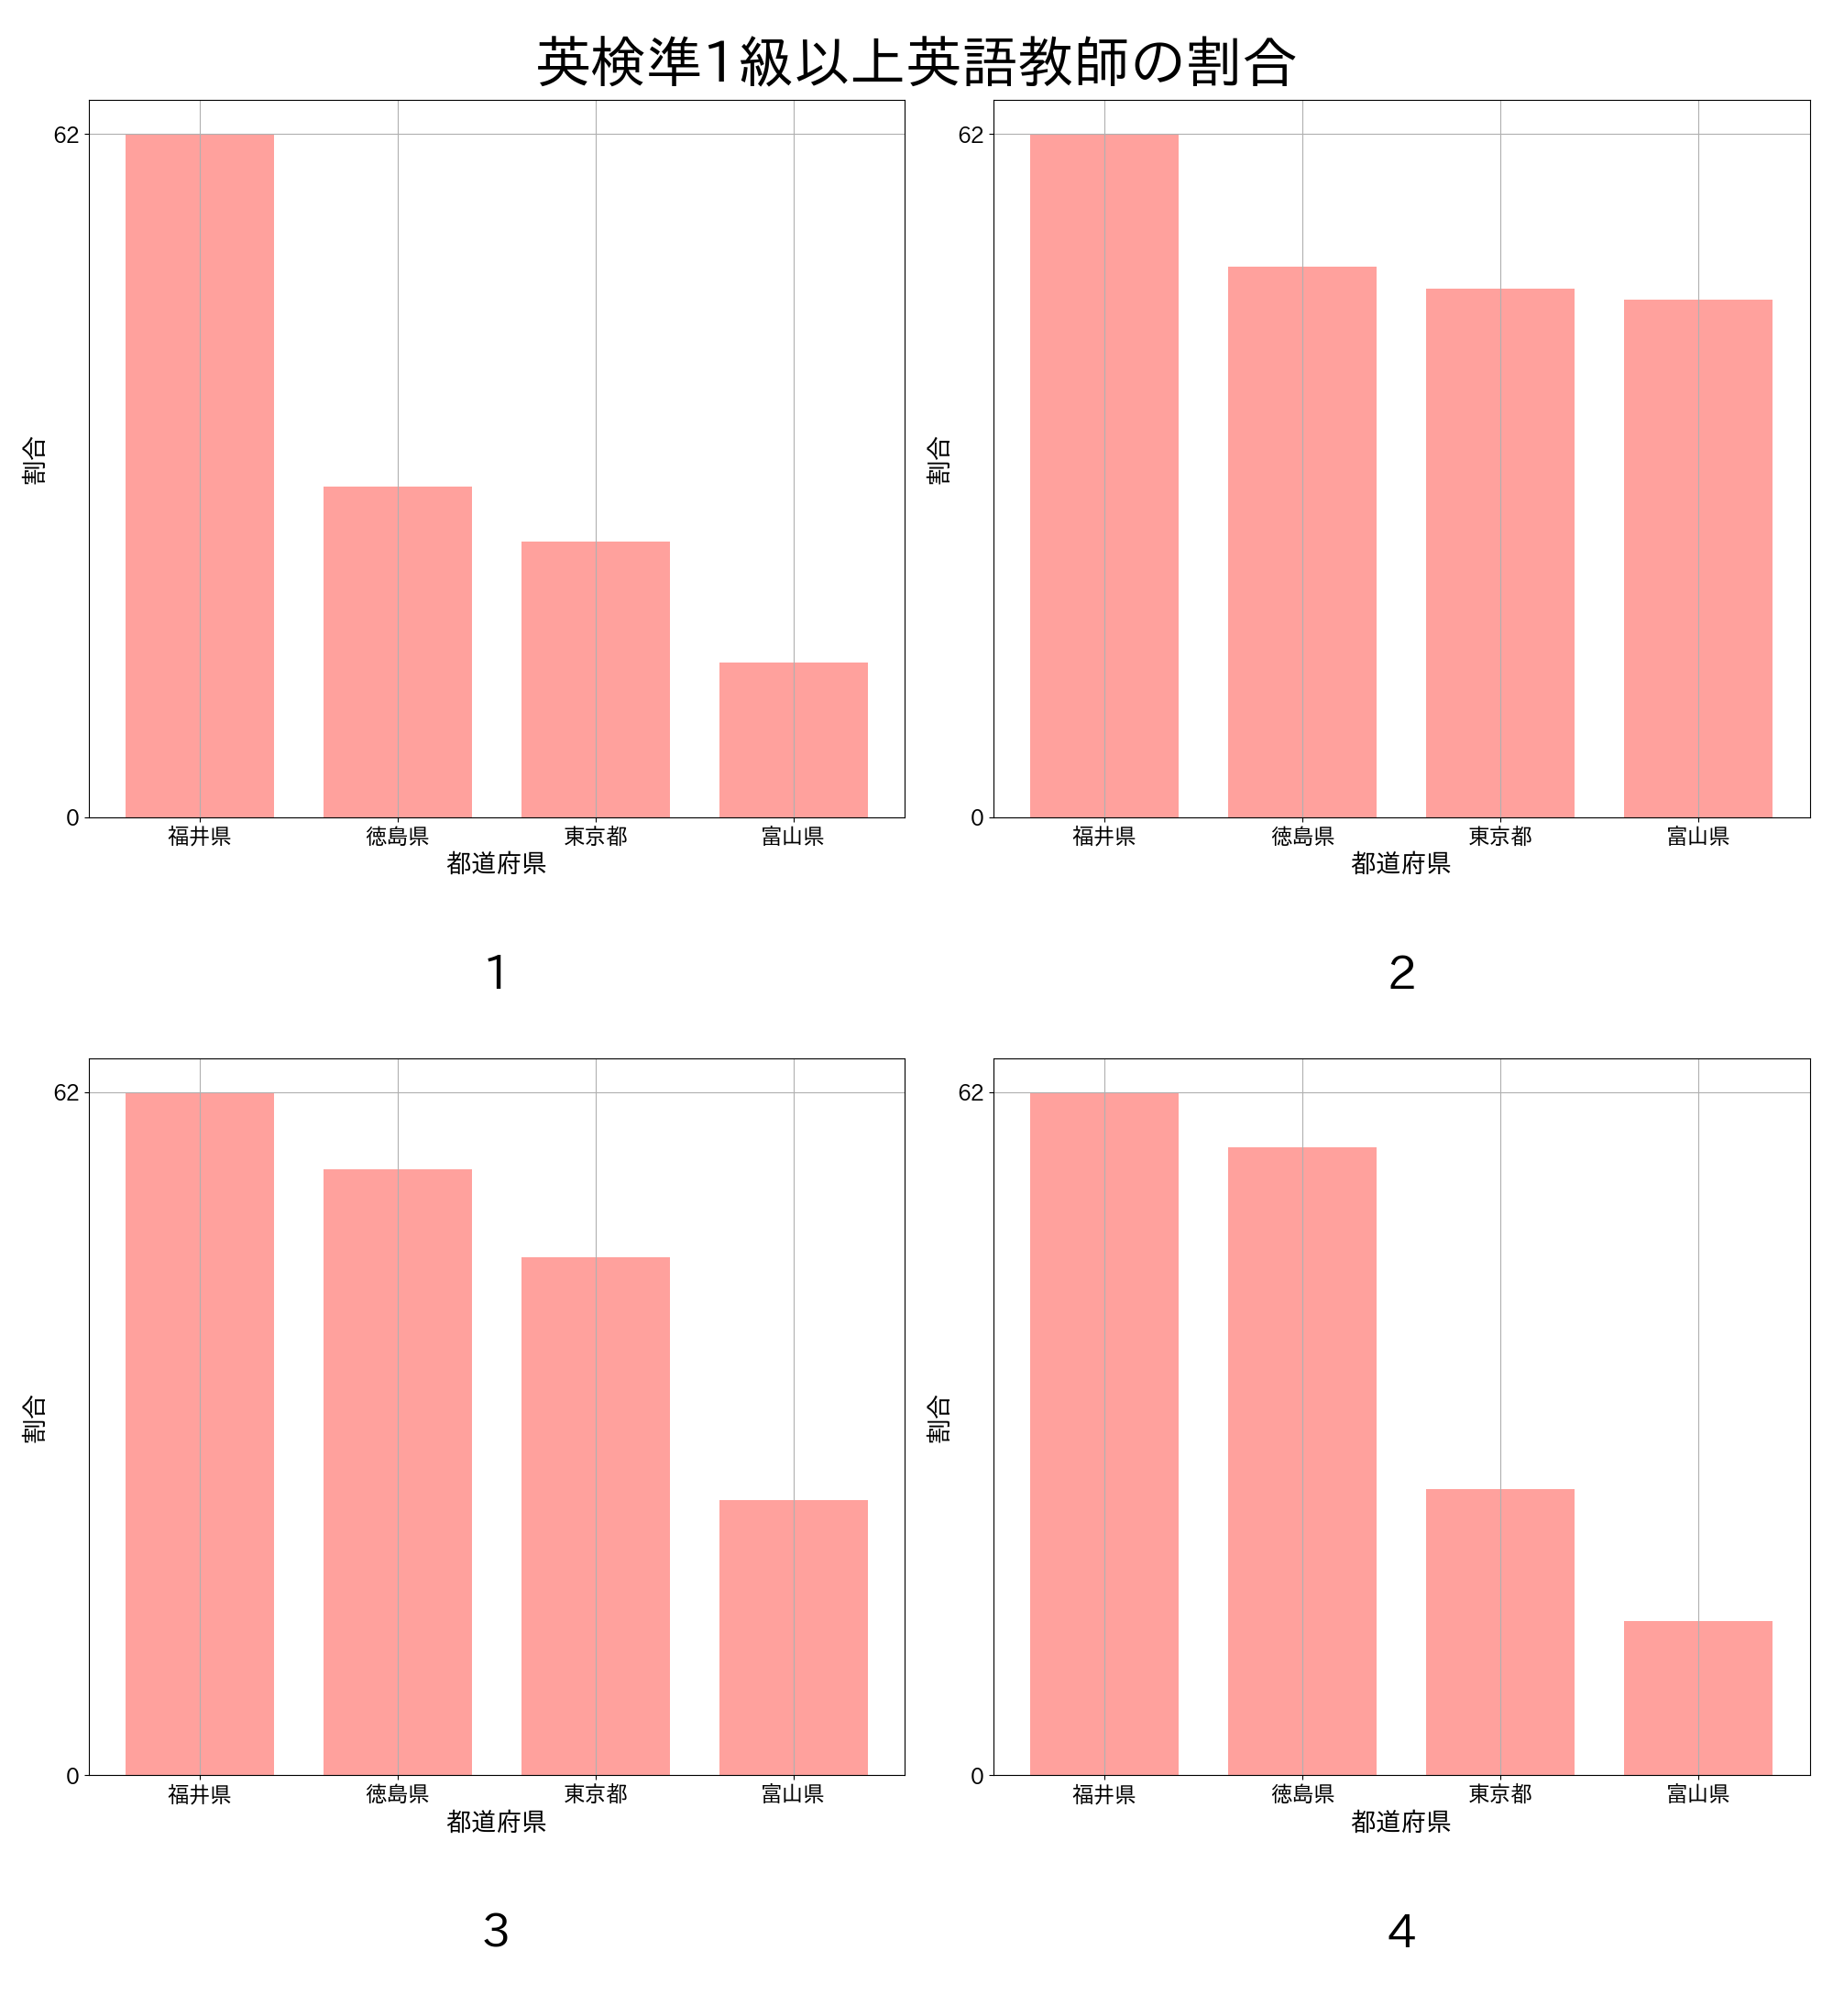 英検準1級以上英語教師の割合
62
0
割合
福井県 徳島県 東京都 富山県
都道府県
1
62
0
割合
福井県 徳島県 東京都 富山県
都道府県
2
62
0
割合
福井県 徳島県 東京都 富山県
都道府県
3
62
0
割合
福井県 徳島県 東京都 富山県
都道府県
4